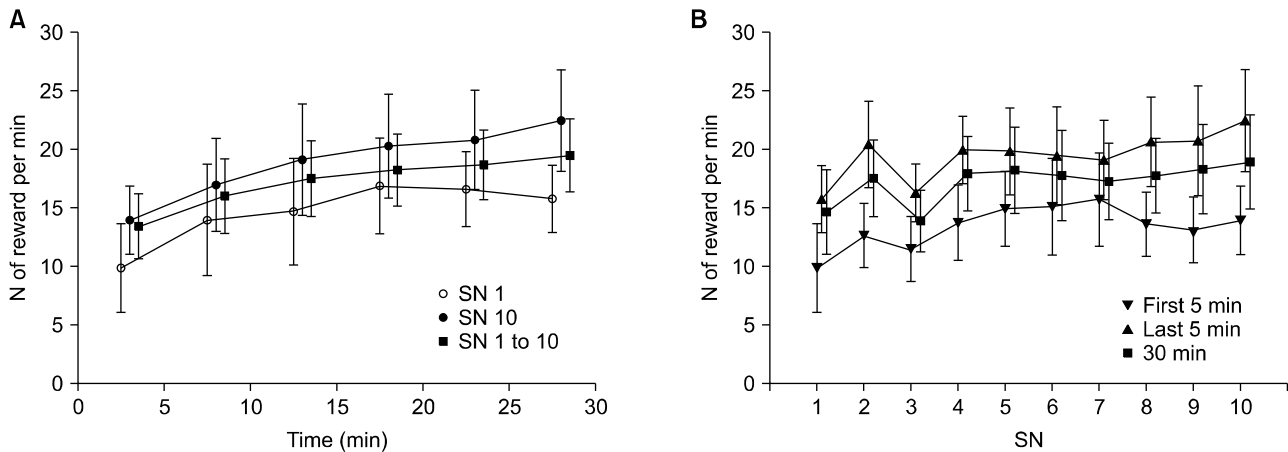 A
30
25
20
15
10
5
0
N of reward per min
0 5 10 15 20 25 30
Time (min)
SN 1
SN 10
SN 1 to 10
B
30
25
20
15
10
5
0
N of reward per min
1 2 3 4 5 6 7 8 9 10
SN
First 5 min
Last 5 min
30 min